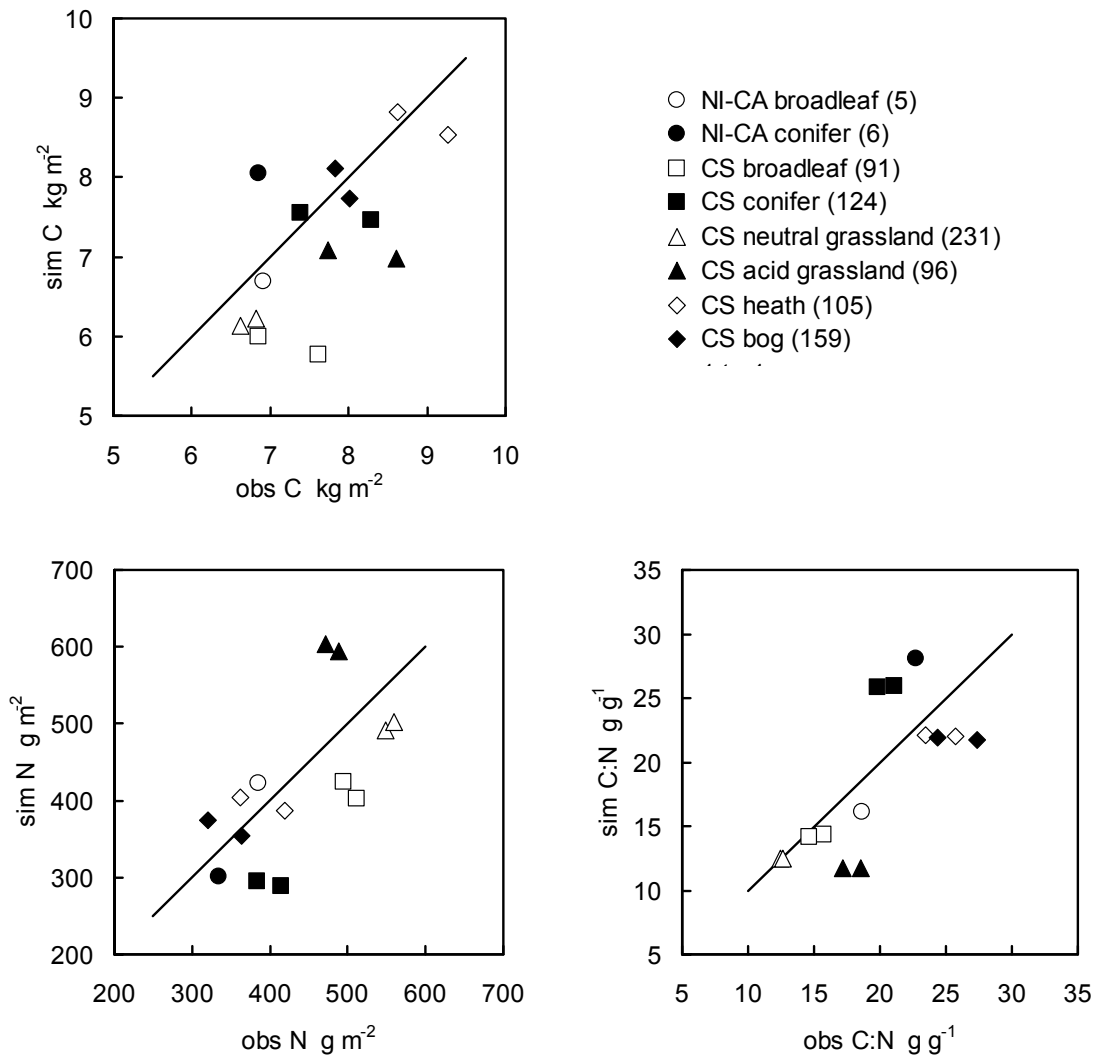 10
9
8
7
6
5
sim C kg m-2
5 6 7 8 9 10
obs C kg m-2
NI-CA broadleaf (5)
NI-CA conifer (6)
CS broadleaf (91)
CS conifer (124)
CS neutral grassland (231)
CS acid grassland (96)
CS heath (105)
CS bog (159)
700
600
500
400
300
200
sim N g m-2
200 300 400 500 600 700
obs N g m-2
35
30
25
20
15
10
5
sim C:N g g-1
5 10 15 20 25 30 35
obs C:N g g-1